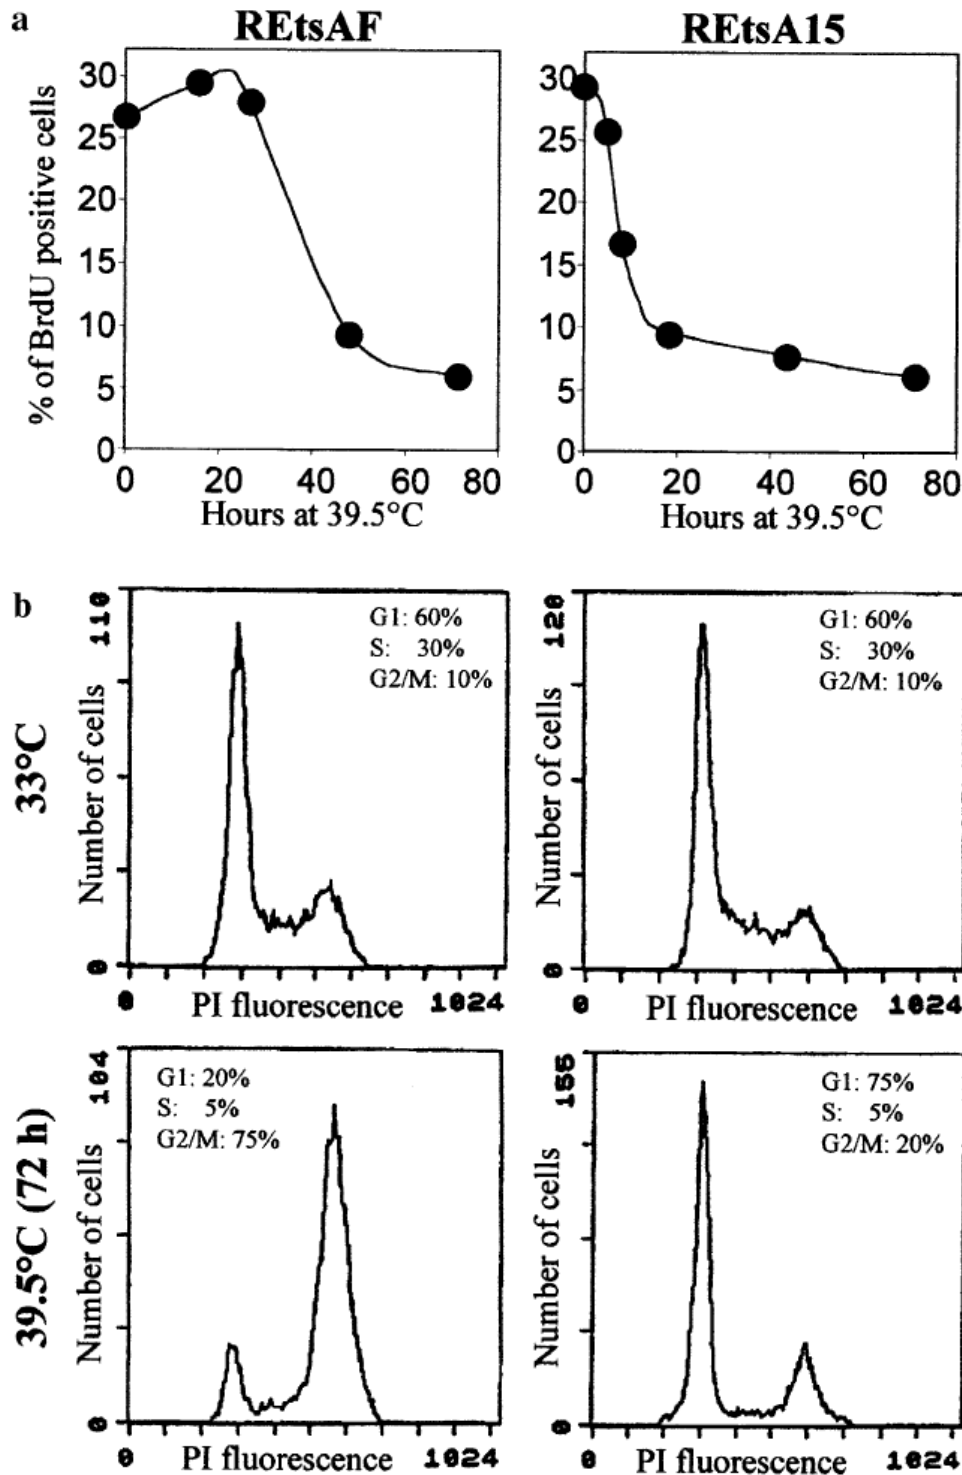 a
REtsAF
REtsA15
% of BrdU positive cells
30
25
20
15
10
5
0
0 20 40 60 80
Hours at 39.5°C
30
25
20
15
10
5
0
0 20 40 60 80
Hours at 39.5°C
b
33°C
Number of cells
110
0
G1: 60%
S: 30%
G2/M: 10%
0 PI fluorescence 1024
Number of cells
120
0
G1: 60%
S: 30%
G2/M: 10%
0 PI fluorescence 1024
39.5°C (72 h)
Number of cells
104
0
G1: 20%
S: 5%
G2/M: 75%
0 PI fluorescence 1024
Number of cells
155
0
G1: 75%
S: 5%
G2/M: 20%
0 PI fluorescence 1024